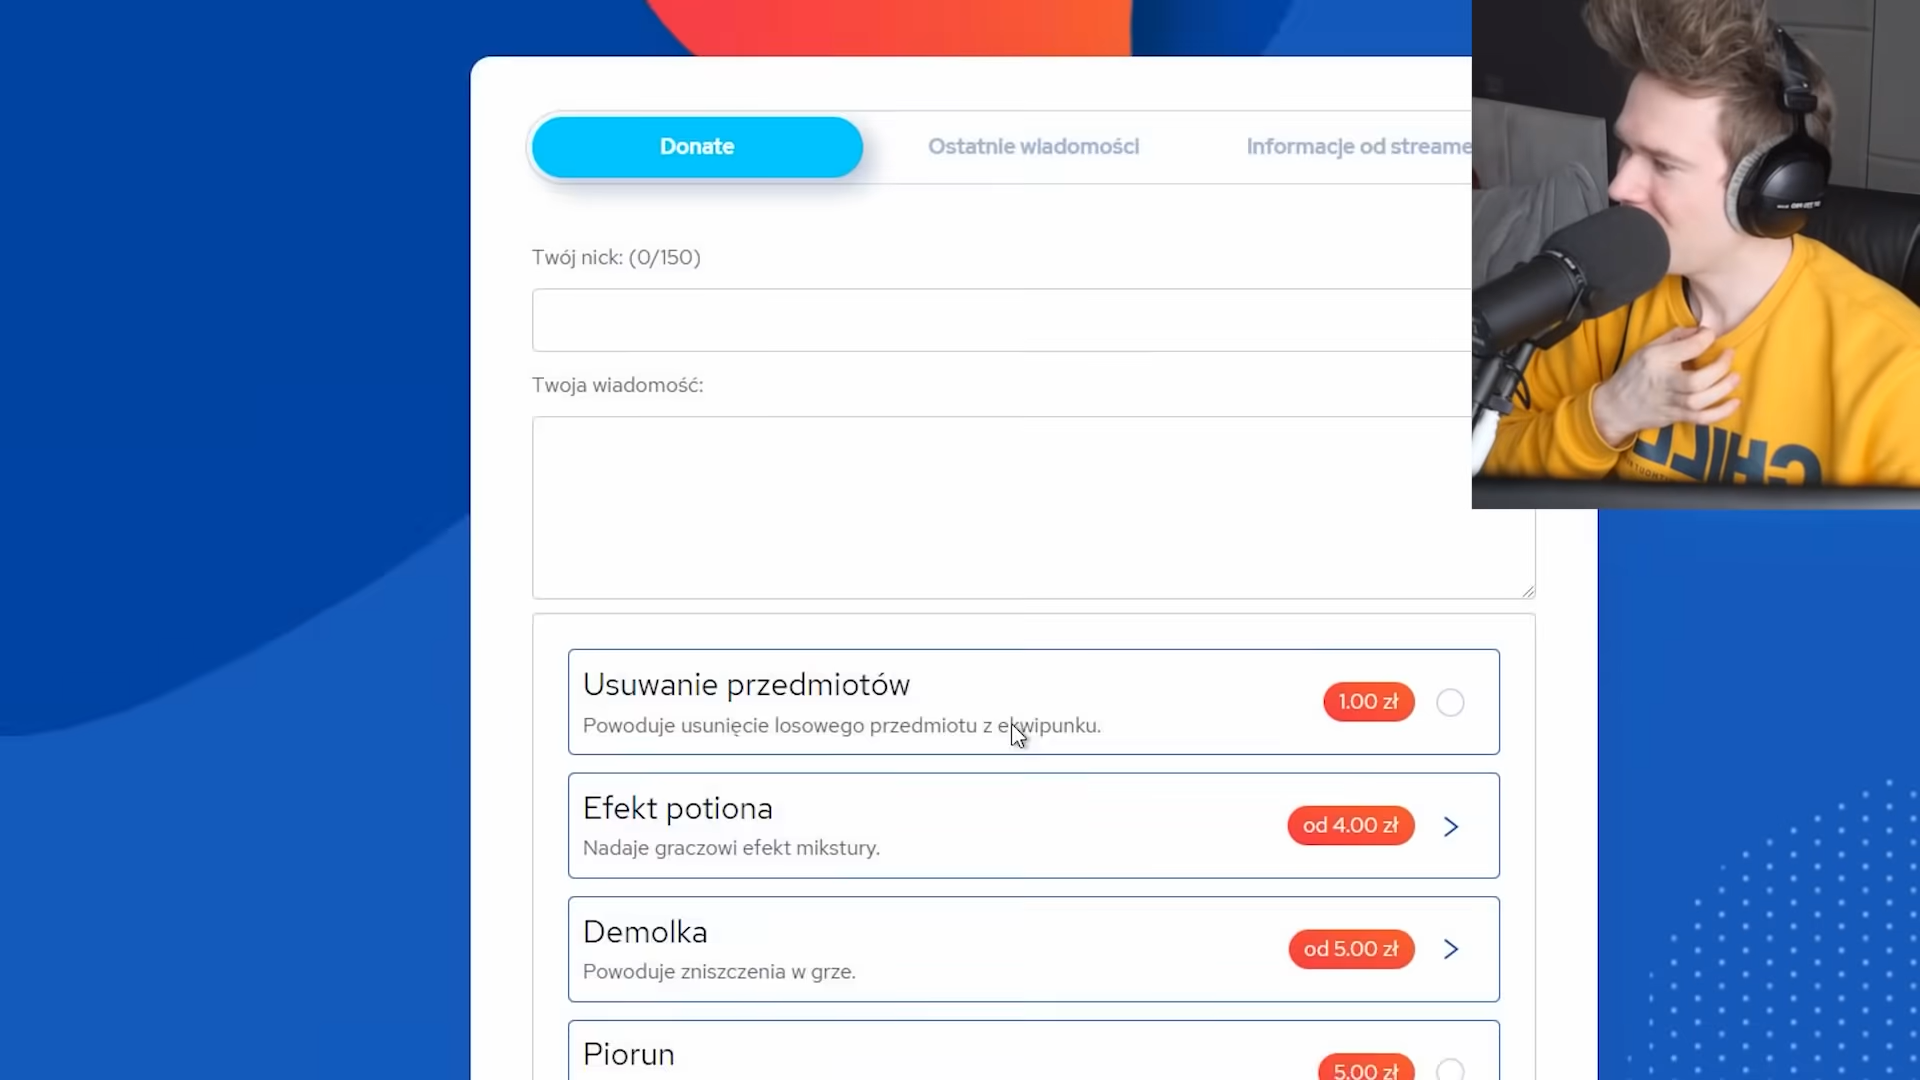 Donate
Ostatnie wiadomości
Informacje od streame
Twój nick: (0/150)
Twoja wiadomość:
Usuwanie przedmiotów
1.00 zł
Powoduje usunięcie losowego przedmiotu z ekwipunku.
Efekt potiona
od 4.00 zł
Nadaje graczowi efekt mikstury.
Demolka
od 5.00 zł
Powoduje zniszczenia w grze.
Piorun
5.00 zł
CHILL